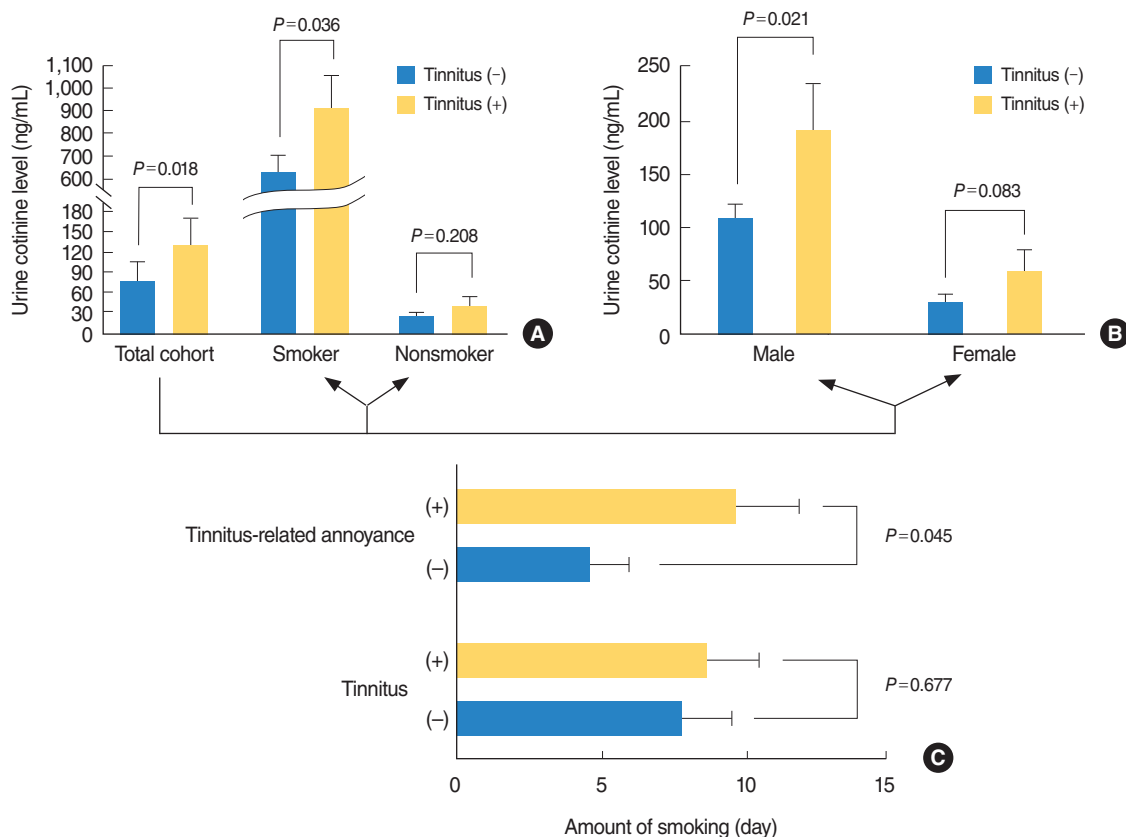 P=0.036
1,100
1,000
900
800
700
600
180
150
120
90
60
30
0
Urine cotinine level (ng/mL)
Tinnitus (−)
Tinnitus (+)
P=0.018
P=0.208
Total cohort
Smoker
Nonsmoker
A
P=0.021
250
200
150
100
50
0
Urine cotinine level (ng/mL)
Tinnitus (−)
Tinnitus (+)
P=0.083
Male
Female
B
Tinnitus-related annoyance
(+)
(−)
P=0.045
Tinnitus
(+)
(−)
P=0.677
C
0
5
10
15
Amount of smoking (day)